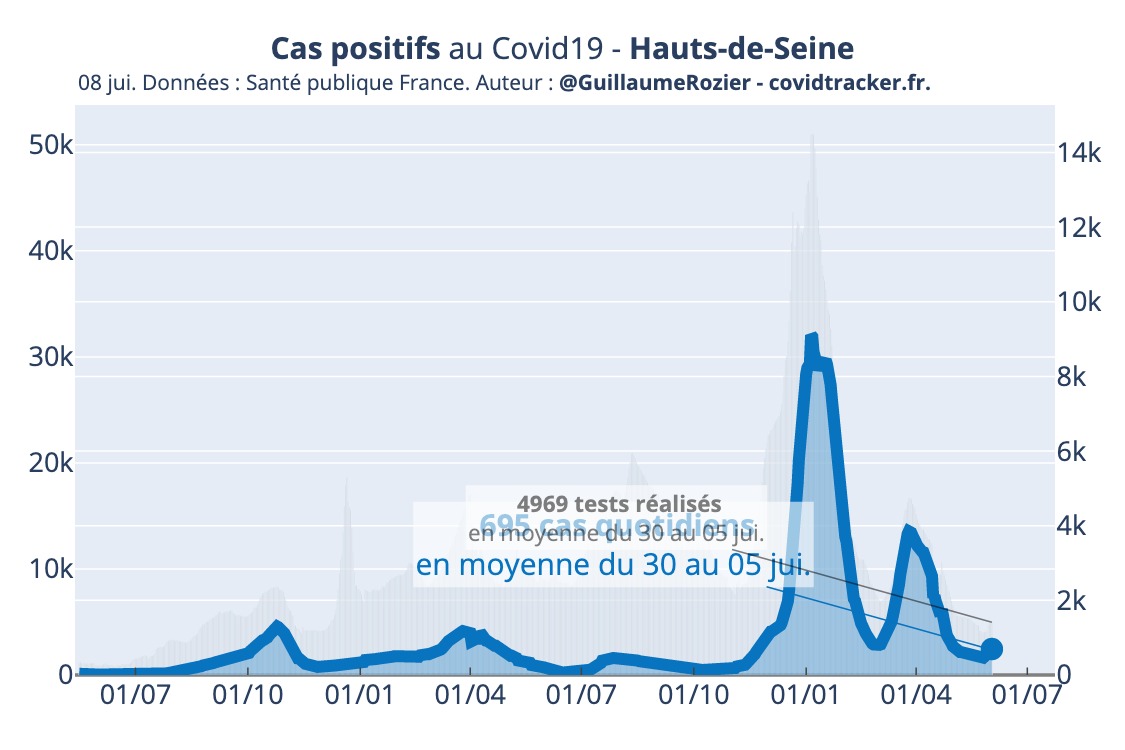 Cas positifs au Covid19 - Hauts-de-Seine
08 jui. Données : Santé publique France. Auteur : @GuillaumeRozier - covidtracker.fr.
50k
40k
30k
20k
10k
0
14k
12k
10k
8k
6k
4k
2k
0
4969 tests réalisés
en moyenne du 30 au 05 jui.
695 cas quotidiens
en moyenne du 30 au 05 jui.
01/07 01/10 01/01 01/04 01/07 01/10 01/01 01/04 01/07